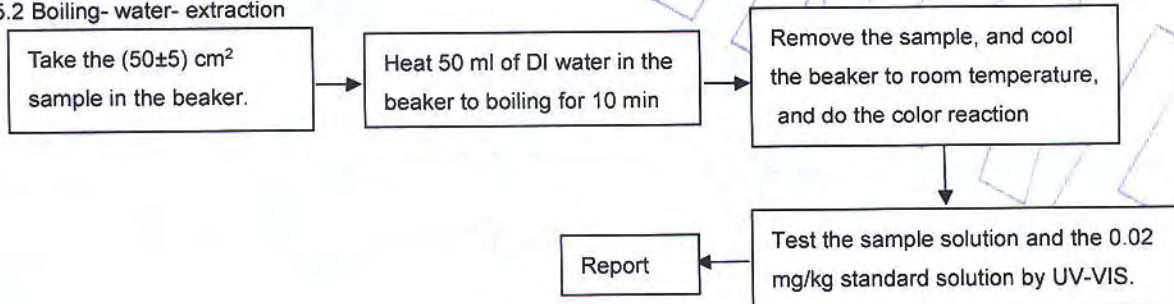 5.2 Boiling- water- extraction
Take the (50±5) cm²
sample in the beaker.
Heat 50 ml of DI water in the
beaker to boiling for 10 min
Remove the sample, and cool
the beaker to room temperature,
and do the color reaction
Test the sample solution and the 0.02
mg/kg standard solution by UV-VIS.
Report